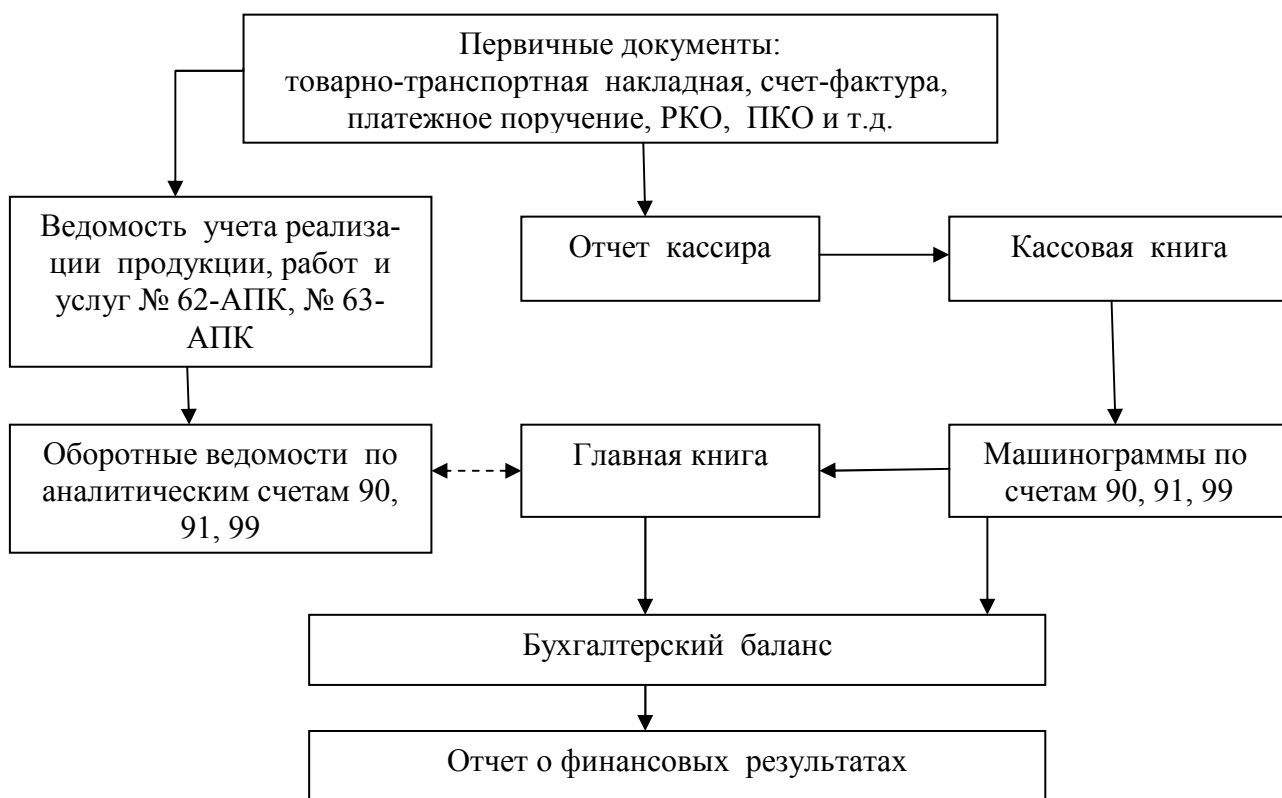 Первичные документы:
товарно-транспортная накладная, счет-фактура,
платежное поручение, РКО, ПКО и т.д.
Ведомость учета реализа-
ции продукции, работ и
услуг № 62-АПК, № 63-
АПК
Отчет кассира
Кассовая книга
Оборотные ведомости по
аналитическим счетам 90,
91, 99
Главная книга
Машинограммы по
счетам 90, 91, 99
Бухгалтерский баланс
Отчет о финансовых результатах